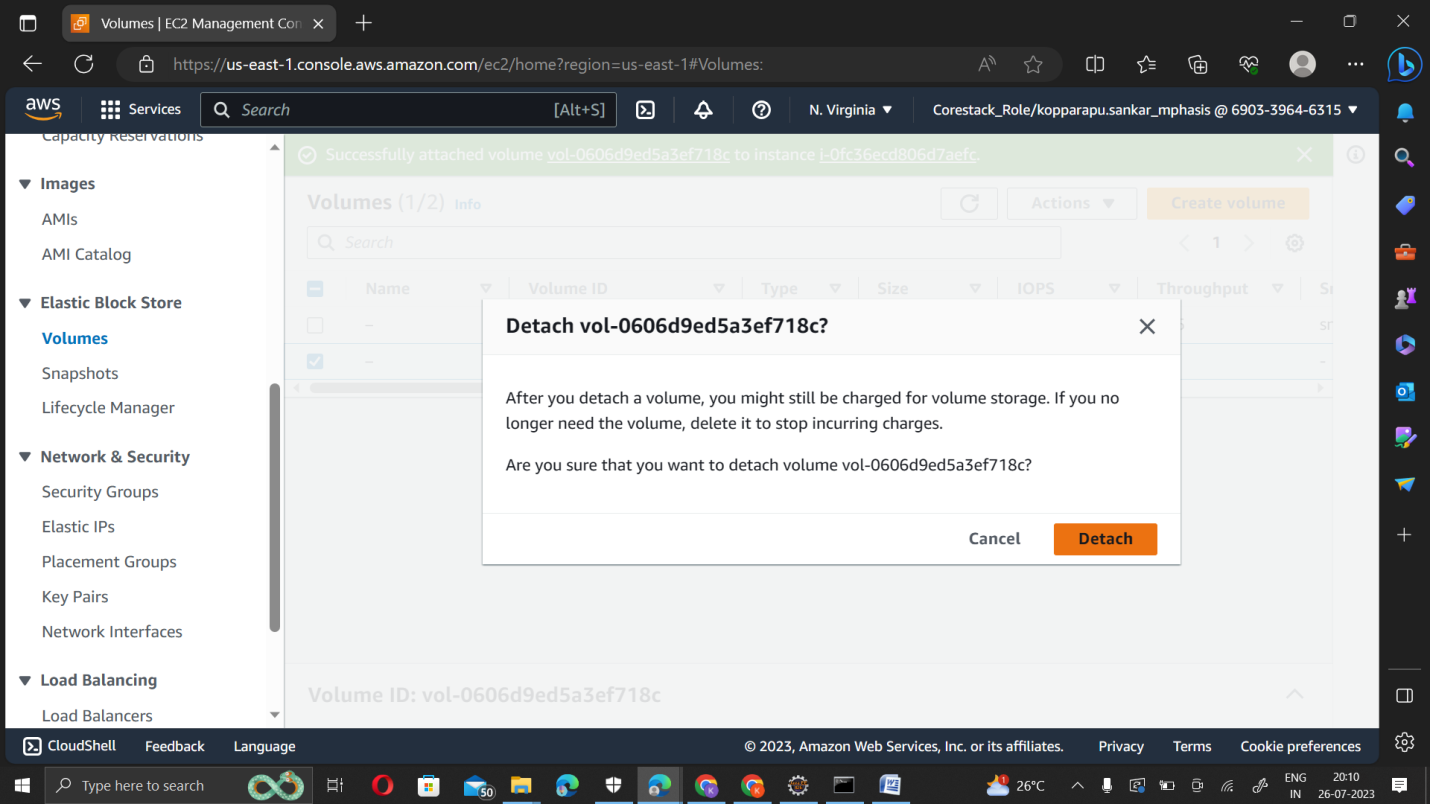 Volumes | EC2 Management Con
https://us-east-1.console.aws.amazon.com/ec2/home?region=us-east-1#Volumes:
aws
Services
Search
[Alt+S]
N. Virginia
Corestack_Role/kopparapu.sankar_mphasis @ 6903-3964-6315
Capacity Reservations
Images
AMIs
AMI Catalog
Elastic Block Store
Volumes
Snapshots
Lifecycle Manager
Network & Security
Security Groups
Elastic IPs
Placement Groups
Key Pairs
Network Interfaces
Load Balancing
Load Balancers
Successfully attached volume vol-0606d9ed5a3ef718c to instance i-0fc36ecd806d7aefc.
Volumes (1/2) Info
Actions
Create volume
Search
1
Name
Volume ID
Type
Size
IOPS
Throughput
–
–
–
Detach vol-0606d9ed5a3ef718c?
After you detach a volume, you might still be charged for volume storage. If you no
longer need the volume, delete it to stop incurring charges.
Are you sure that you want to detach volume vol-0606d9ed5a3ef718c?
Cancel
Detach
Volume ID: vol-0606d9ed5a3ef718c
CloudShell
Feedback
Language
© 2023, Amazon Web Services, Inc. or its affiliates.
Privacy
Terms
Cookie preferences
Type here to search
50
1
26°C
ENG
IN
20:10
26-07-2023